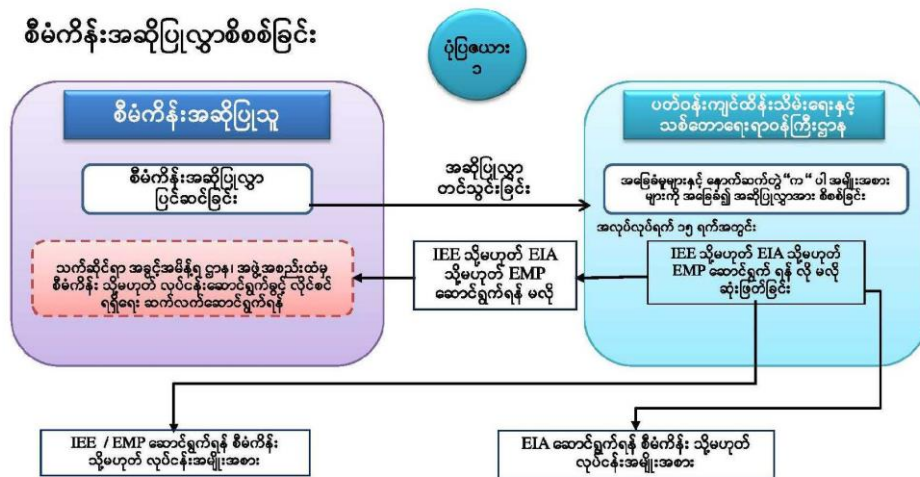 စီမံကိန်းအဆိုပြုလွှာစိစစ်ခြင်း
ပုံပြဇယား
၁
စီမံကိန်းအဆိုပြုသူ
ပတ်ဝန်းကျင်ထိန်းသိမ်းရေးနှင့်
သစ်တောရေးရာဝန်ကြီးဌာန
စီမံကိန်းအဆိုပြုလွှာ
ပြင်ဆင်ခြင်း
အဆိုပြုလွှာ
တင်သွင်းခြင်း
အခြေခံမူများနှင့် နောက်ဆက်တွဲ “က“ ပါ အမျိုးအစား
များကို အခြေခံ၍ အဆိုပြုလွှာအား စိစစ်ခြင်း
အလုပ်လုပ်ရက် ၁၅ ရက်အတွင်း
IEE သို့မဟုတ် EIA သို့မဟုတ်
EMP ဆောင်ရွက် ရန် လို မလို
ဆုံးဖြတ်ခြင်း
IEE သို့မဟုတ် EIA
သို့မဟုတ် EMP
ဆောင်ရွက်ရန် မလို
သက်ဆိုင်ရာ အခွင့်အမိန့်ရ ဌာန၊ အဖွဲ့အစည်းထံမှ
စီမံကိန်း သို့မဟုတ် လုပ်ငန်းဆောင်ရွက်ခွင့် လိုင်စင်
ရရှိရေး ဆက်လက်ဆောင်ရွက်ရန်
IEE / EMP ဆောင်ရွက်ရန် စီမံကိန်း
သို့မဟုတ် လုပ်ငန်းအမျိုးအစား
EIA ဆောင်ရွက်ရန် စီမံကိန်း သို့မဟုတ်
လုပ်ငန်းအမျိုးအစား